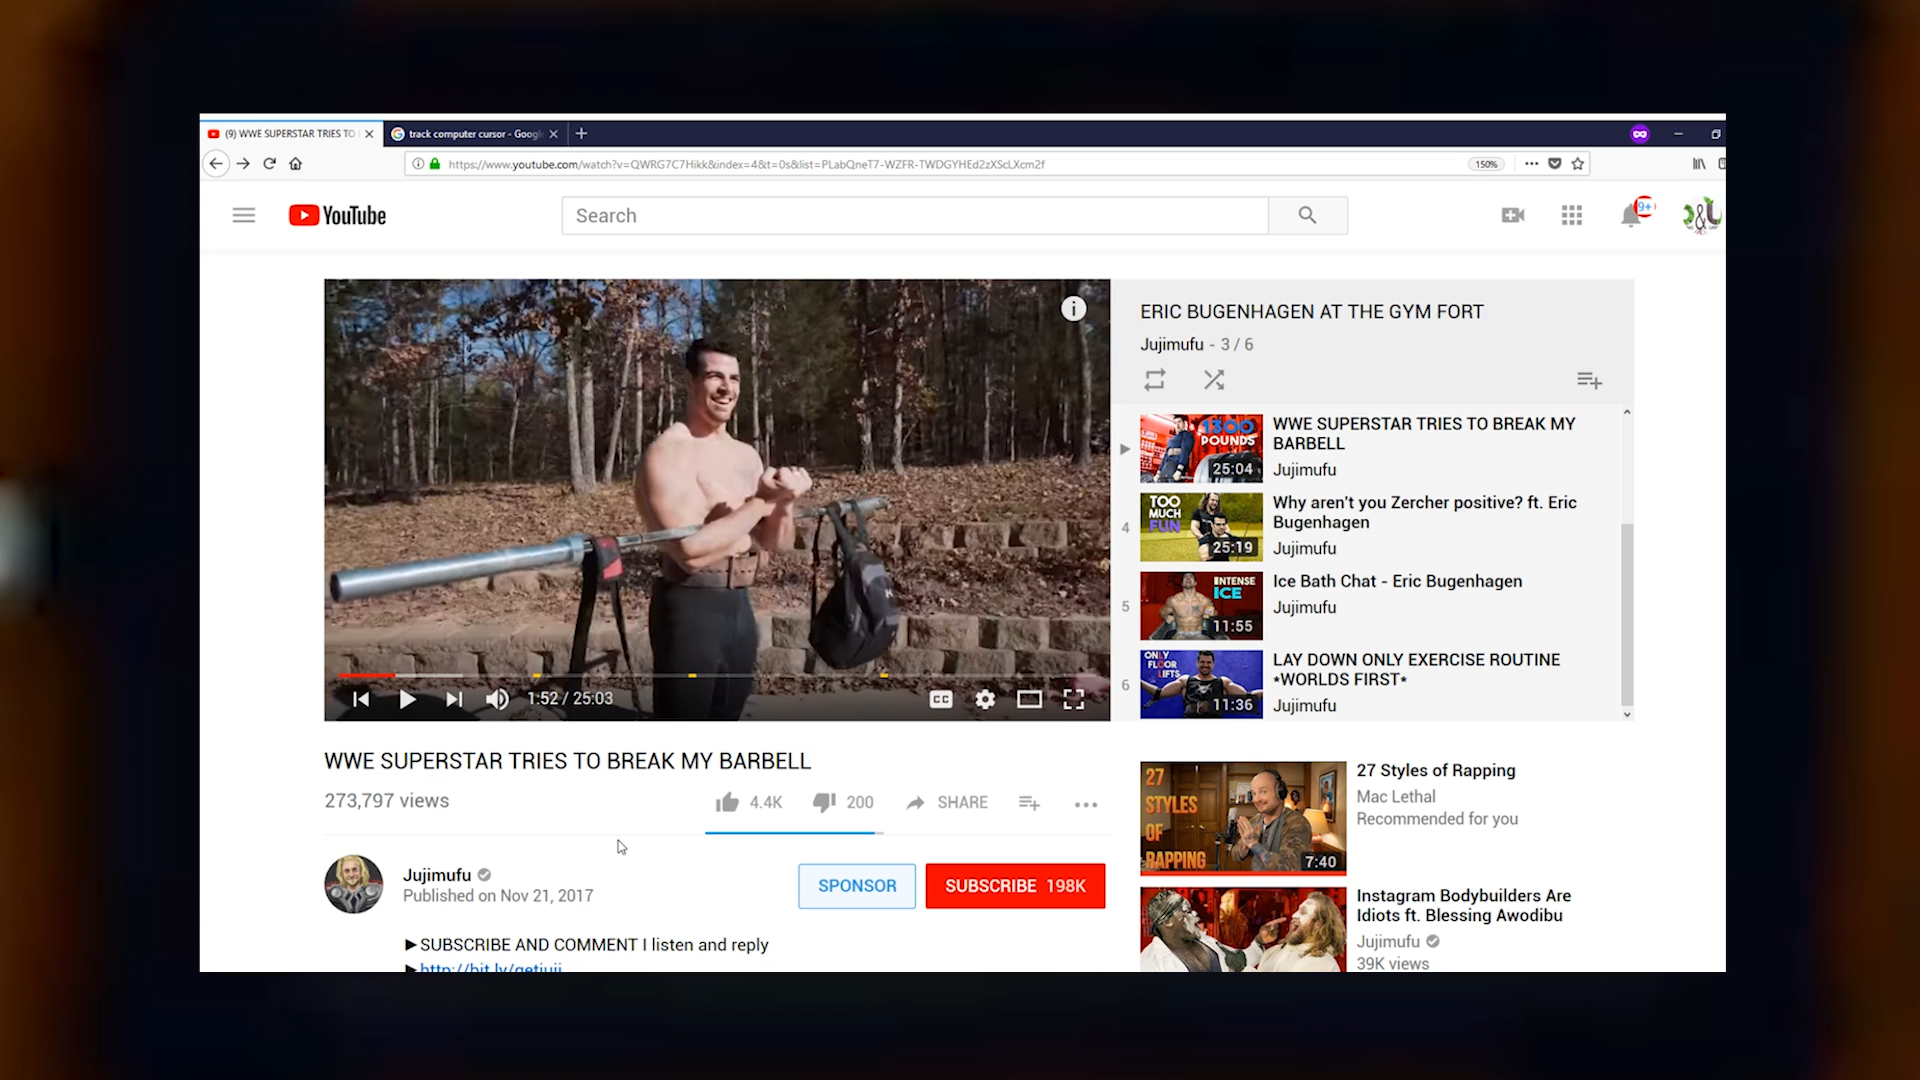 (9) WWE SUPERSTAR TRIES TO
track computer cursor - Googl
https://www.youtube.com/watch?v=QWRG7C7Hikk&index=4&t=0s&list=PLabQneT7-WZFR-TWDGYHEd2zXScLXcm2f
150%
YouTube
Search
9+
ERIC BUGENHAGEN AT THE GYM FORT
Jujimufu - 3 / 6
1300
POUNDS
25:04
WWE SUPERSTAR TRIES TO BREAK MY
BARBELL
Jujimufu
4
TOO
MUCH
FUN
25:19
Why aren't you Zercher positive? ft. Eric
Bugenhagen
Jujimufu
5
INTENSE
ICE
11:55
Ice Bath Chat - Eric Bugenhagen
Jujimufu
6
ONLY
FLOOR
LIFTS
11:36
LAY DOWN ONLY EXERCISE ROUTINE
*WORLDS FIRST*
Jujimufu
1:52 / 25:03
CC
WWE SUPERSTAR TRIES TO BREAK MY BARBELL
273,797 views
4.4K
200
SHARE
Jujimufu
Published on Nov 21, 2017
SPONSOR
SUBSCRIBE 198K
►SUBSCRIBE AND COMMENT I listen and reply
►http://bit.ly/getjuji
27
STYLES
OF
RAPPING
7:40
27 Styles of Rapping
Mac Lethal
Recommended for you
Instagram Bodybuilders Are
Idiots ft. Blessing Awodibu
Jujimufu
39K views